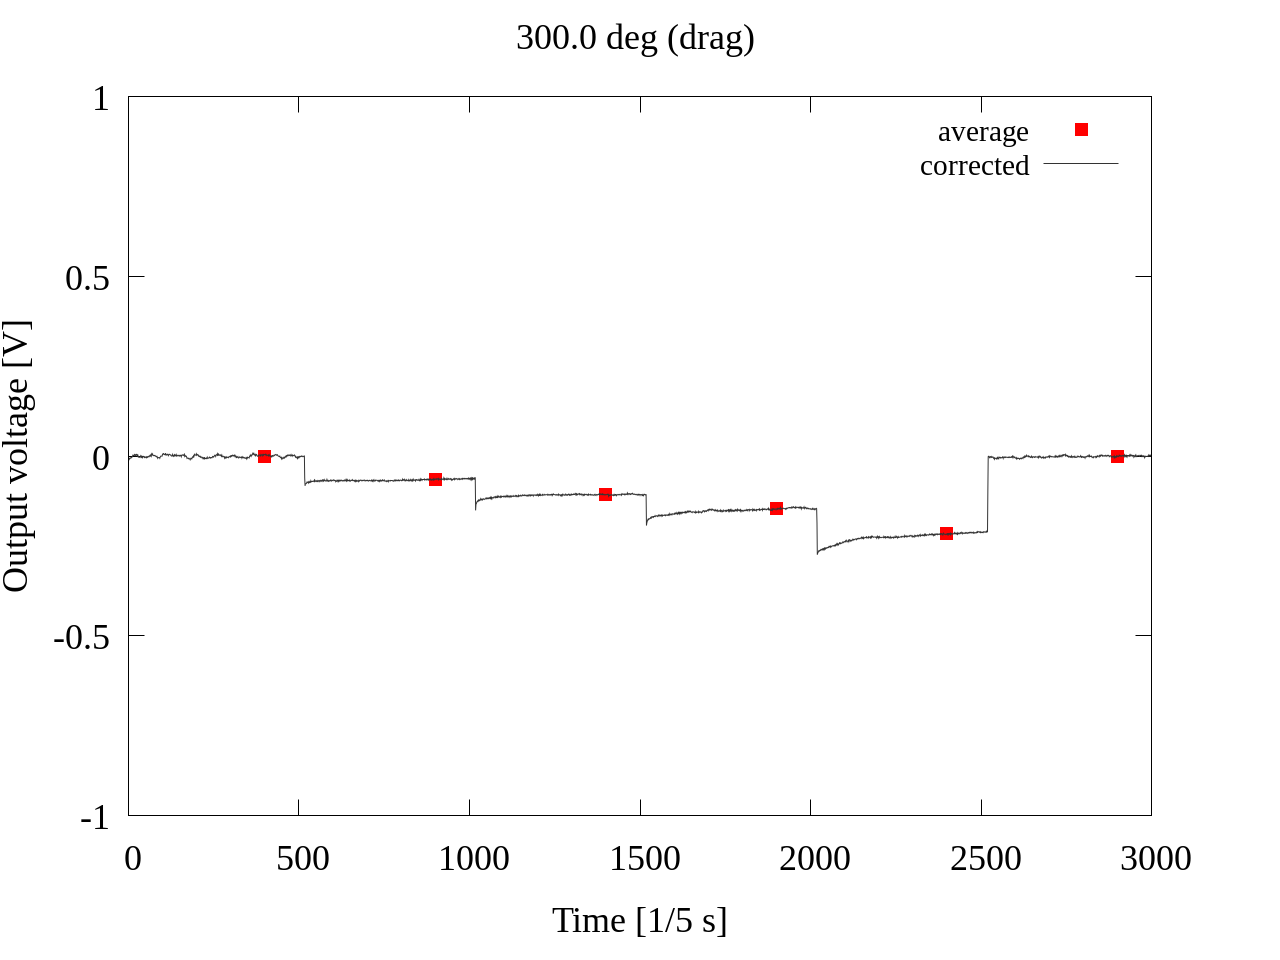 300.0 deg (drag)
average
corrected
1
0.5
0
-0.5
-1
Output voltage [V]
0 500 1000 1500 2000 2500 3000
Time [1/5 s]